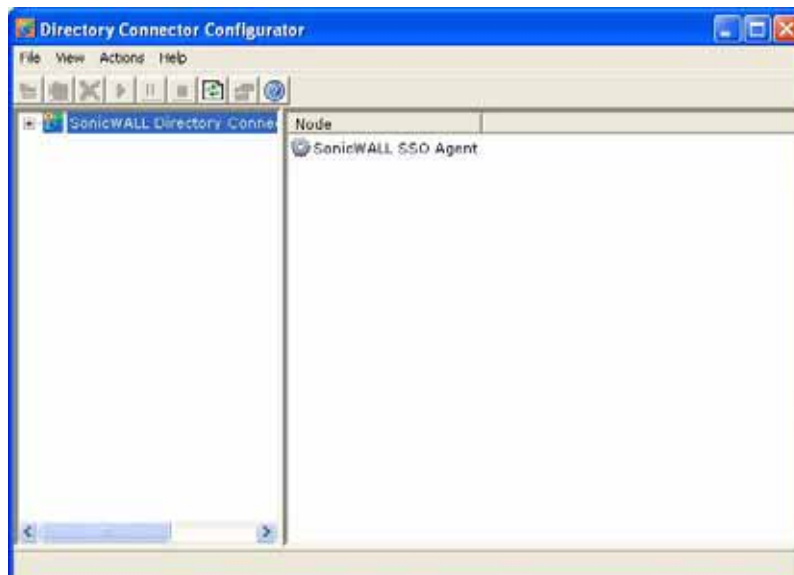 Directory Connector Configurator
File View Actions Help
SonicWALL Directory Conne
Node
SonicWALL SSO Agent